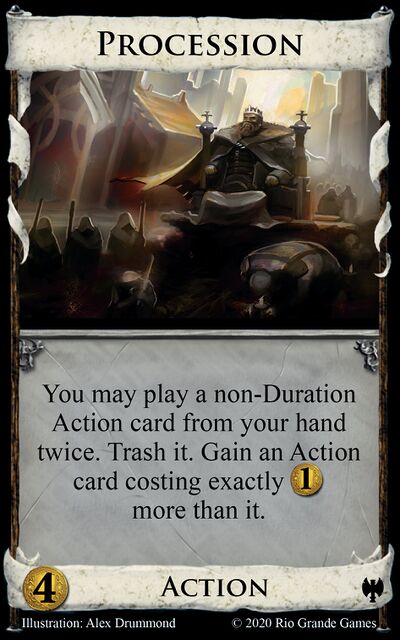 PROCESSION
You may play a non-Duration
Action card from your hand
twice. Trash it. Gain an Action
card costing exactly 1
more than it.
4 ACTION
Illustration: Alex Drummond © 2020 Rio Grande Games